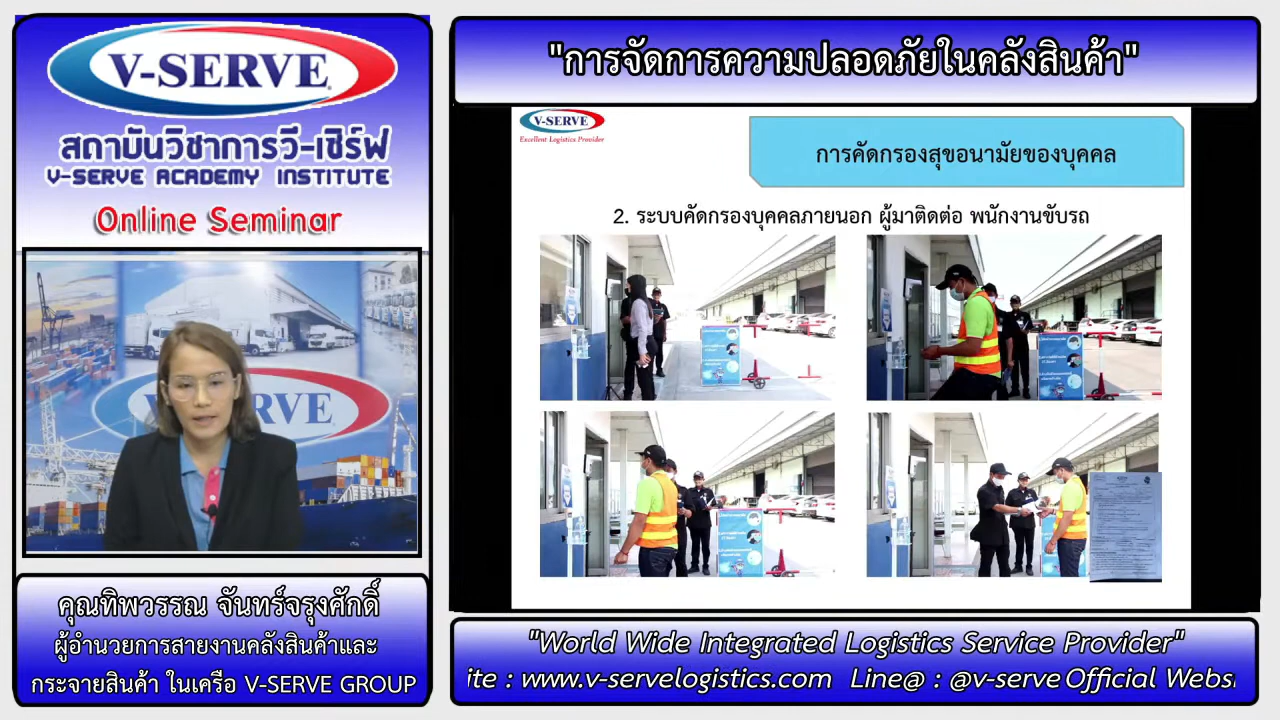 V-SERVE
สถาบันวิชาการวี-เซิร์ฟ
V-SERVE ACADEMY INSTITUTE
Online Seminar
V-SERVE
คุณทิพวรรณ จันทร์จรุงศักดิ์
ผู้อำนวยการสายงานคลังสินค้าและ
กระจายสินค้า ในเครือ V-SERVE GROUP
"การจัดการความปลอดภัยในคลังสินค้า"
V-SERVE
Excellent Logistics Provider
การคัดกรองสุขอนามัยของบุคคล
2. ระบบคัดกรองบุคคลภายนอก ผู้มาติดต่อ พนักงานขับรถ
"World Wide Integrated Logistics Service Provider"
ite : www.v-servelogistics.com Line@ : @v-serve Official Websi